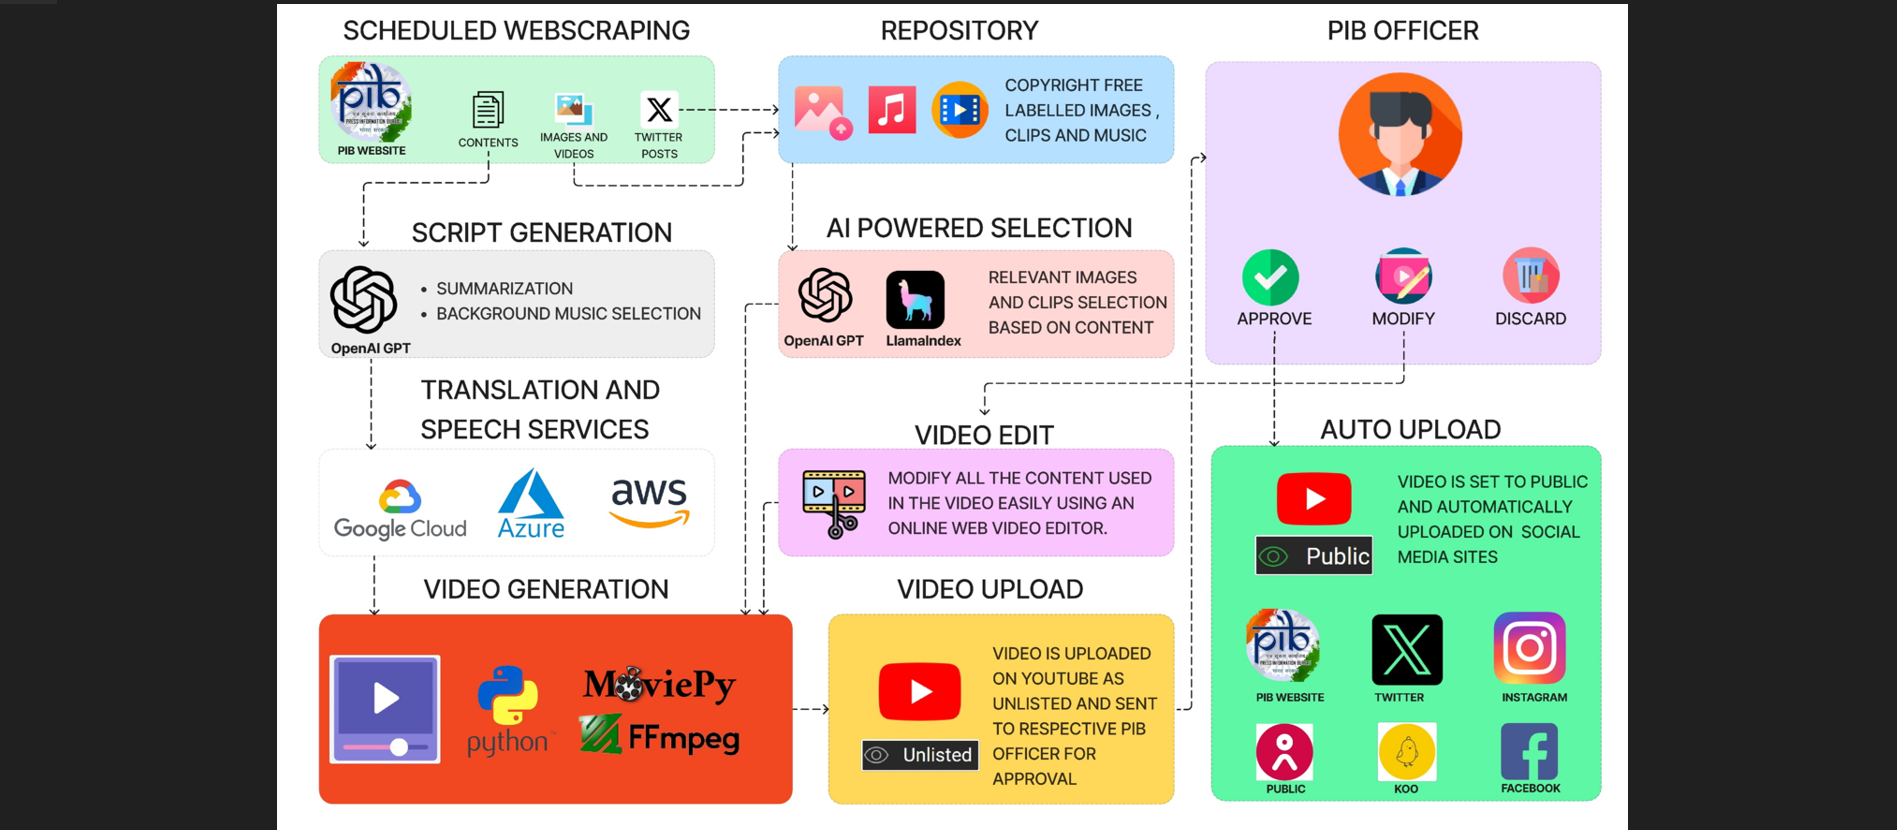 SCHEDULED WEBSCRAPING
pib
PRESS INFORMATION BUREAU
PIB WEBSITE
CONTENTS
IMAGES AND
VIDEOS
TWITTER
POSTS
REPOSITORY
COPYRIGHT FREE
LABELLED IMAGES ,
CLIPS AND MUSIC
PIB OFFICER
APPROVE
MODIFY
DISCARD
SCRIPT GENERATION
OpenAI GPT
• SUMMARIZATION
• BACKGROUND MUSIC SELECTION
AI POWERED SELECTION
OpenAI GPT
LlamaIndex
RELEVANT IMAGES
AND CLIPS SELECTION
BASED ON CONTENT
TRANSLATION AND
SPEECH SERVICES
Google Cloud
Azure
aws
VIDEO EDIT
MODIFY ALL THE CONTENT USED
IN THE VIDEO EASILY USING AN
ONLINE WEB VIDEO EDITOR.
AUTO UPLOAD
Public
VIDEO IS SET TO PUBLIC
AND AUTOMATICALLY
UPLOADED ON SOCIAL
MEDIA SITES
pib
PRESS INFORMATION BUREAU
PIB WEBSITE
TWITTER
INSTAGRAM
PUBLIC
KOO
FACEBOOK
VIDEO GENERATION
python
MoviePy
FFmpeg
VIDEO UPLOAD
Unlisted
VIDEO IS UPLOADED
ON YOUTUBE AS
UNLISTED AND SENT
TO RESPECTIVE PIB
OFFICER FOR
APPROVAL